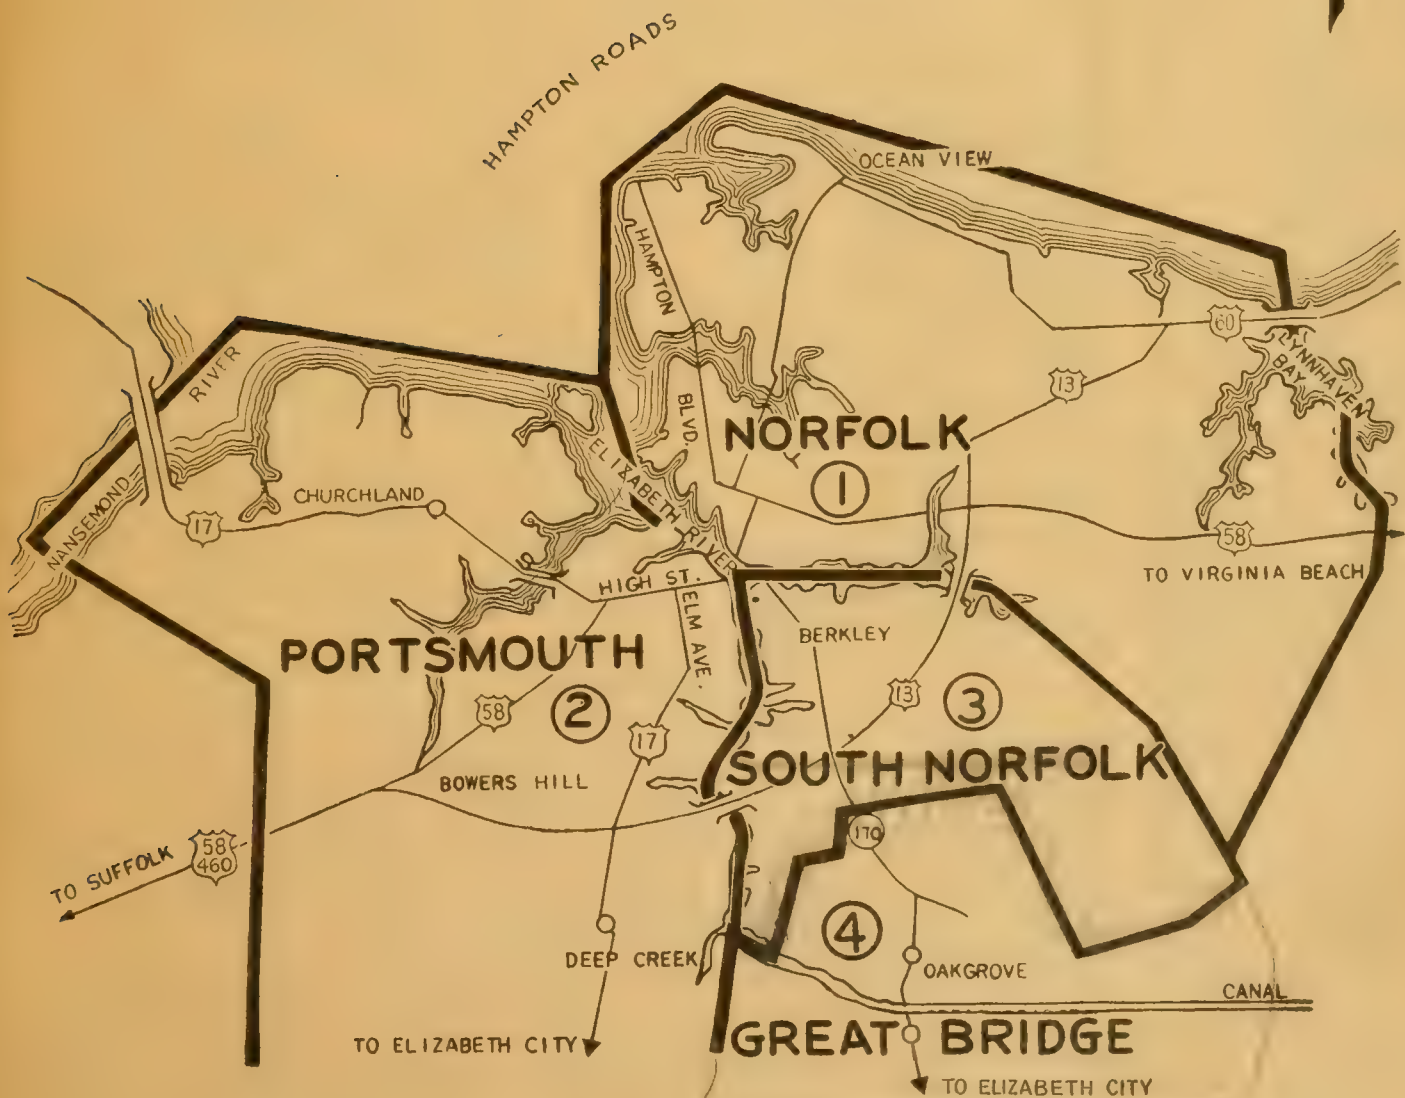 HAMPTON ROADS
OCEAN VIEW
HAMPTON
BLVD.
60
LYNNHAVEN
BAY
RIVER
13
NORFOLK
1
ELIZABETH RIVER
CHURCHLAND
NANSEMOND
17
58
TO VIRGINIA BEACH
HIGH ST.
ELM AVE.
BERKLEY
PORTSMOUTH
2
58
13
3
17
SOUTH NORFOLK
BOWERS HILL
170
58
460
TO SUFFOLK
4
DEEP CREEK
OAKGROVE
CANAL
GREAT BRIDGE
TO ELIZABETH CITY
TO ELIZABETH CITY